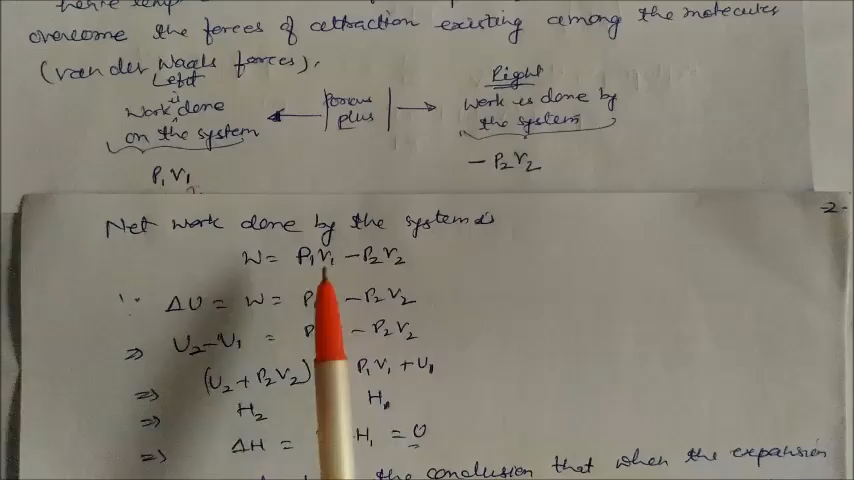 overcome the forces of attraction existing among the molecules
(van der Waals forces).
Left
Right
Work is done
on the system
Porous
plus
Work is done by
the system
P₁V₁
- P₂V₂
-2-
Net work done by the system is
W = P₁V₁ - P₂V₂
∵ ΔU = W = P - P₂V₂
⇒ U₂-U₁ = P - P₂V₂
⇒ (U₂ + P₂V₂) P₁V₁ + U₁
⇒ H₂ H₁
⇒ ΔH = H₁ = 0
the conclusion that when the expansion